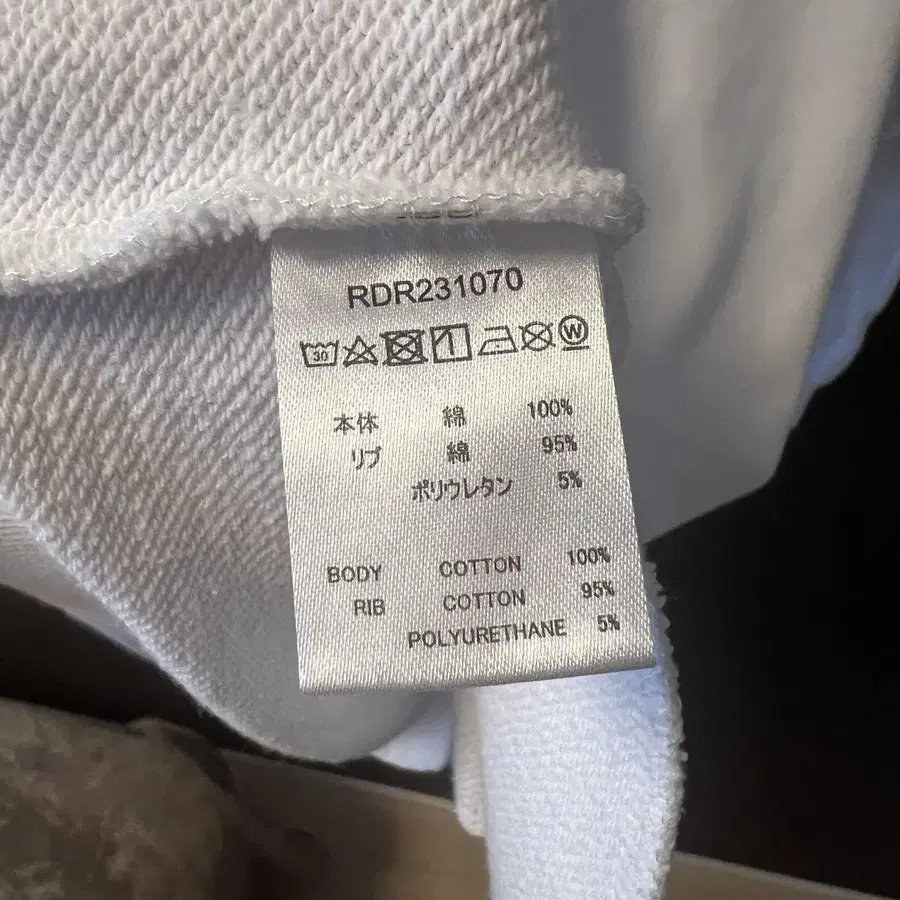 RDR231070
30 W
本体 綿 100%
リブ 綿 95%
ポリウレタン 5%
BODY COTTON 100%
RIB COTTON 95%
POLYURETHANE 5%